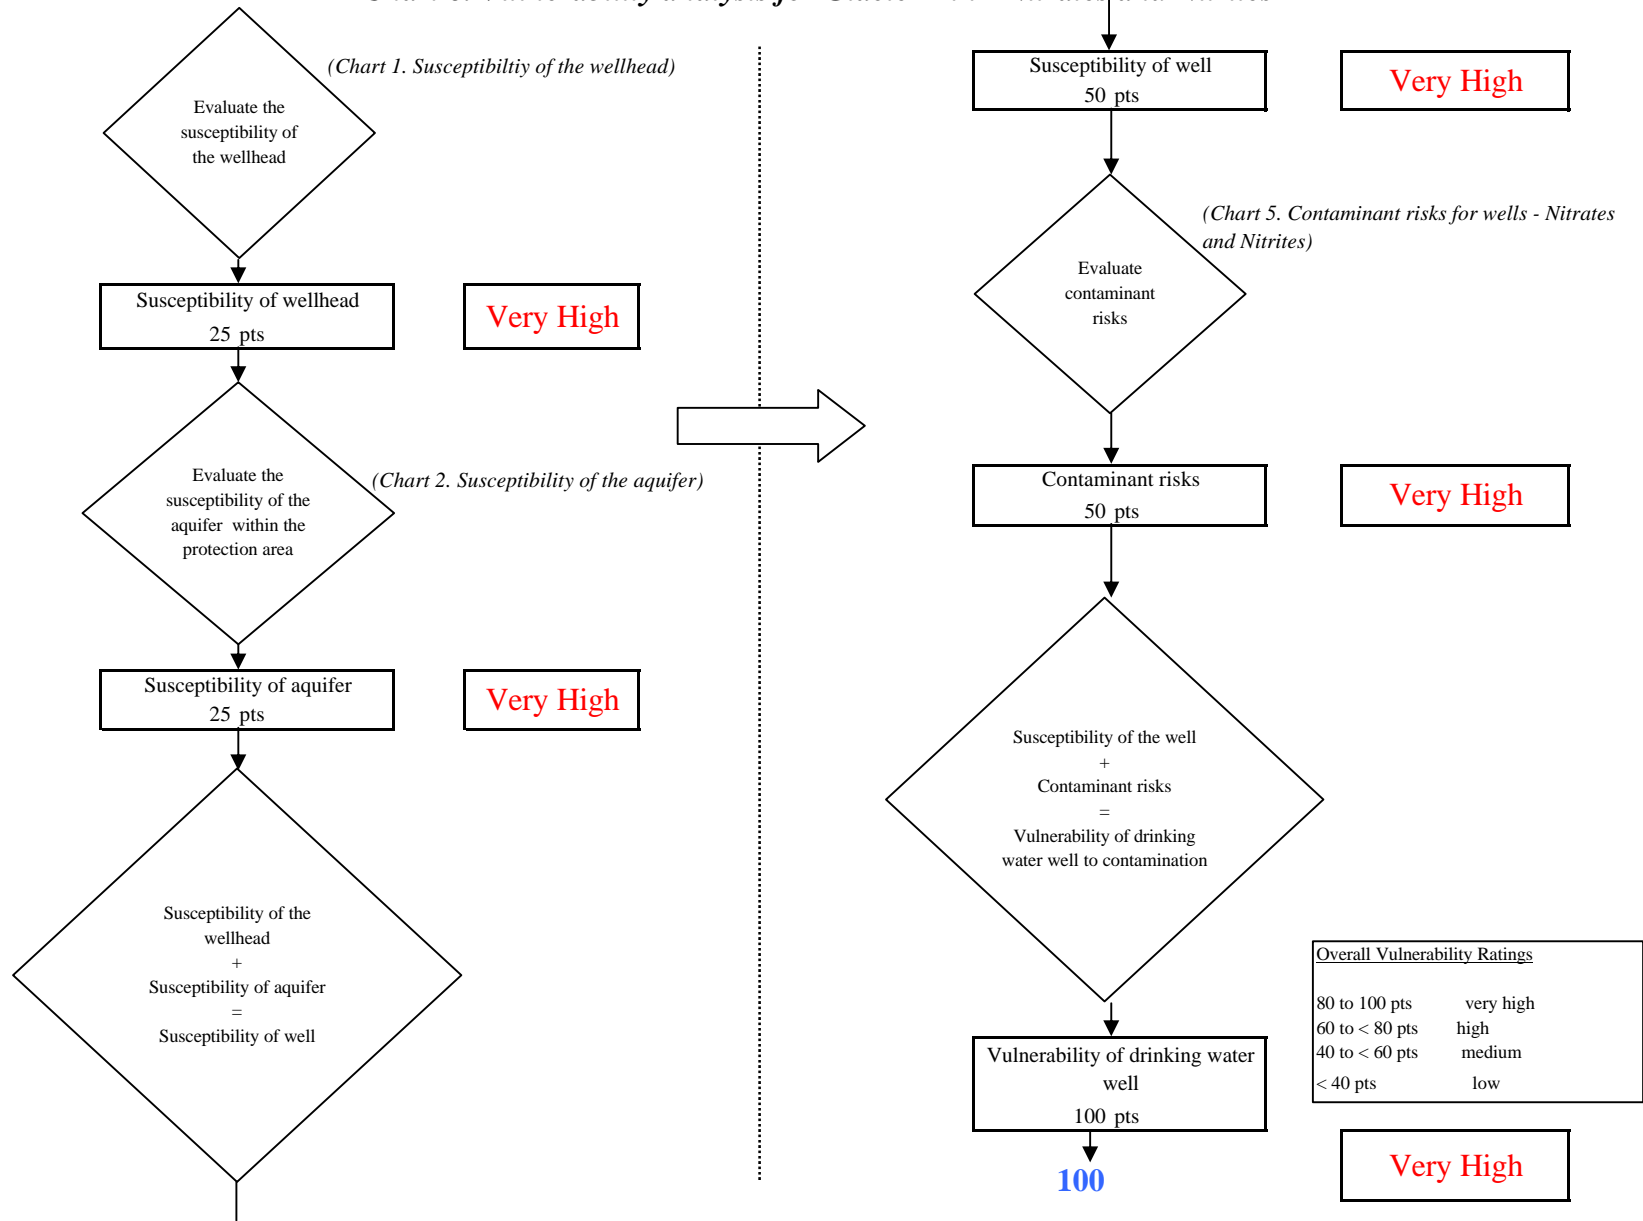 Vulnerability analysis for Nitrates and Nitrites
(Chart 1. Susceptibiltiy of the wellhead)
Evaluate the
susceptibility of
the wellhead
Susceptibility of wellhead
25 pts
Very High
Evaluate the
susceptibility of the
aquifer within the
protection area
(Chart 2. Susceptibility of the aquifer)
Susceptibility of aquifer
25 pts
Very High
Susceptibility of the
wellhead
+
Susceptibility of aquifer
=
Susceptibility of well
Susceptibility of well
50 pts
Very High
(Chart 5. Contaminant risks for wells - Nitrates
and Nitrites)
Evaluate
contaminant
risks
Contaminant risks
50 pts
Very High
Susceptibility of the well
+
Contaminant risks
=
Vulnerability of drinking
water well to contamination
Overall Vulnerability Ratings
80 to 100 pts very high
60 to < 80 pts high
40 to < 60 pts medium
< 40 pts low
Vulnerability of drinking water
well
100 pts
100
Very High